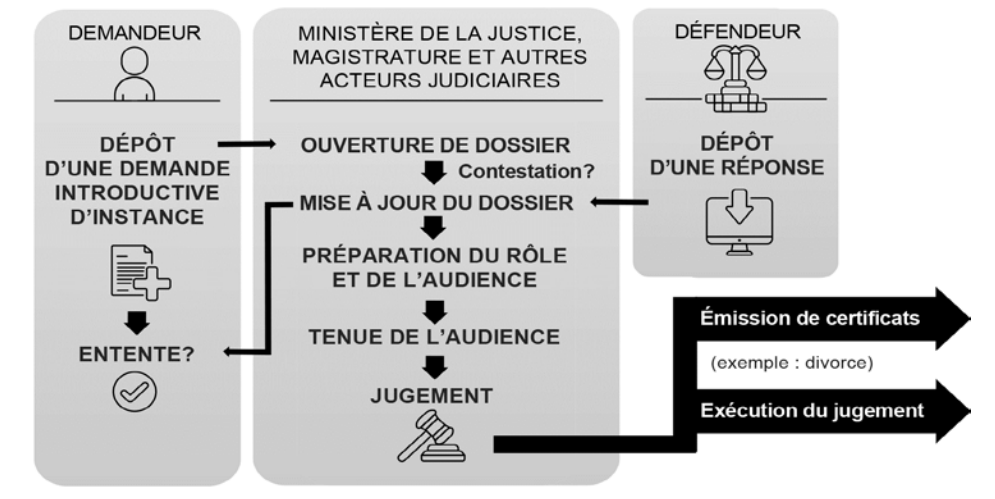 DEMANDEUR
DÉPÔT
D'UNE DEMANDE
INTRODUCTIVE
D'INSTANCE
ENTENTE?
MINISTÈRE DE LA JUSTICE,
MAGISTRATURE ET AUTRES
ACTEURS JUDICIAIRES
OUVERTURE DE DOSSIER
Contestation?
MISE À JOUR DU DOSSIER
PRÉPARATION DU RÔLE
ET DE L'AUDIENCE
TENUE DE L'AUDIENCE
JUGEMENT
DÉFENDEUR
DÉPÔT
D'UNE RÉPONSE
Émission de certificats
(exemple : divorce)
Exécution du jugement